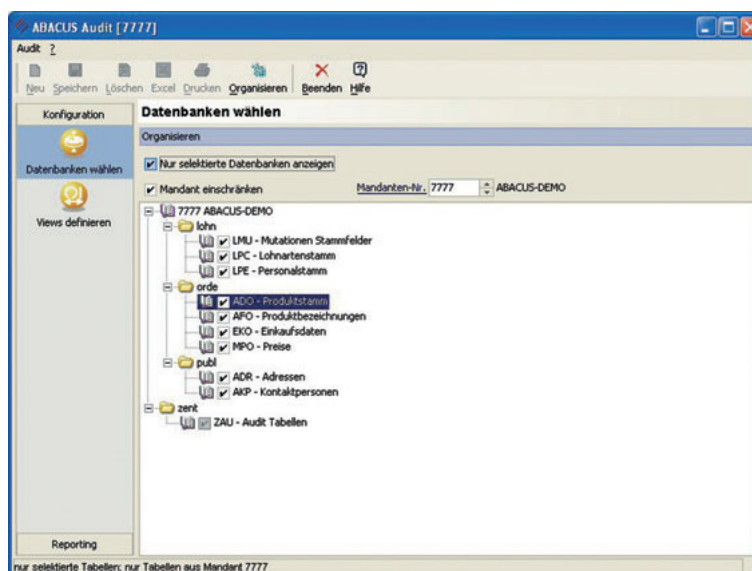 ABACUS Audit [7777]
Audit ?
Neu Speichern Löschen Excel Drucken Organisieren Beenden Hilfe
Konfiguration
Datenbanken wählen
Views definieren
Reporting
Datenbanken wählen
Organisieren
Nur selektierte Datenbanken anzeigen
Mandant einschränken Mandanten-Nr. 7777 ABACUS-DEMO
7777 ABACUS-DEMO
lohn
LMU - Mutationen Stammfelder
LPC - Lohnartenstamm
LPE - Personalstamm
orde
ADO - Produktstamm
AFO - Produktbezeichnungen
EKO - Einkaufsdaten
MPO - Preise
publ
ADR - Adressen
AKP - Kontaktpersonen
zent
ZAU - Audit Tabellen
nur selektierte Tabellen; nur Tabellen aus Mandant 7777